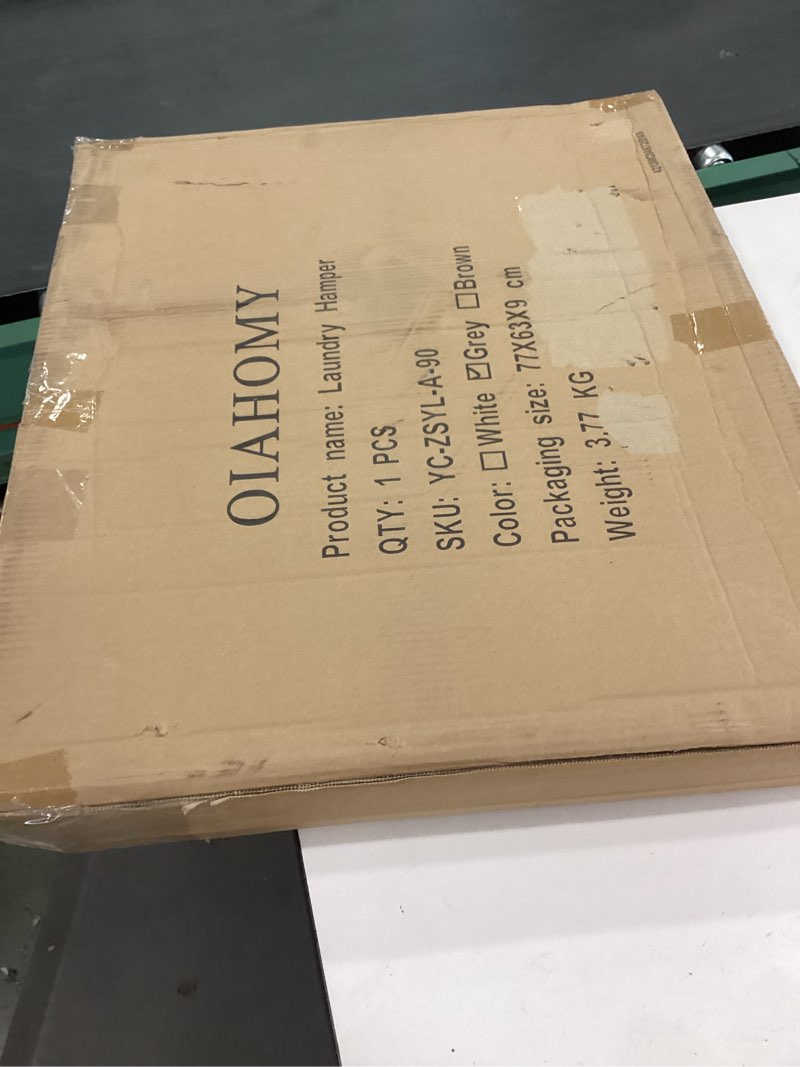 OIAHOMY
Product name: Laundry Hamper
QTY: 1 PCS
SKU: YC-ZSYL-A-90
Color: ☐White ☑Grey ☐Brown
Packaging size: 77X63X9 cm
Weight: 3.77 KG